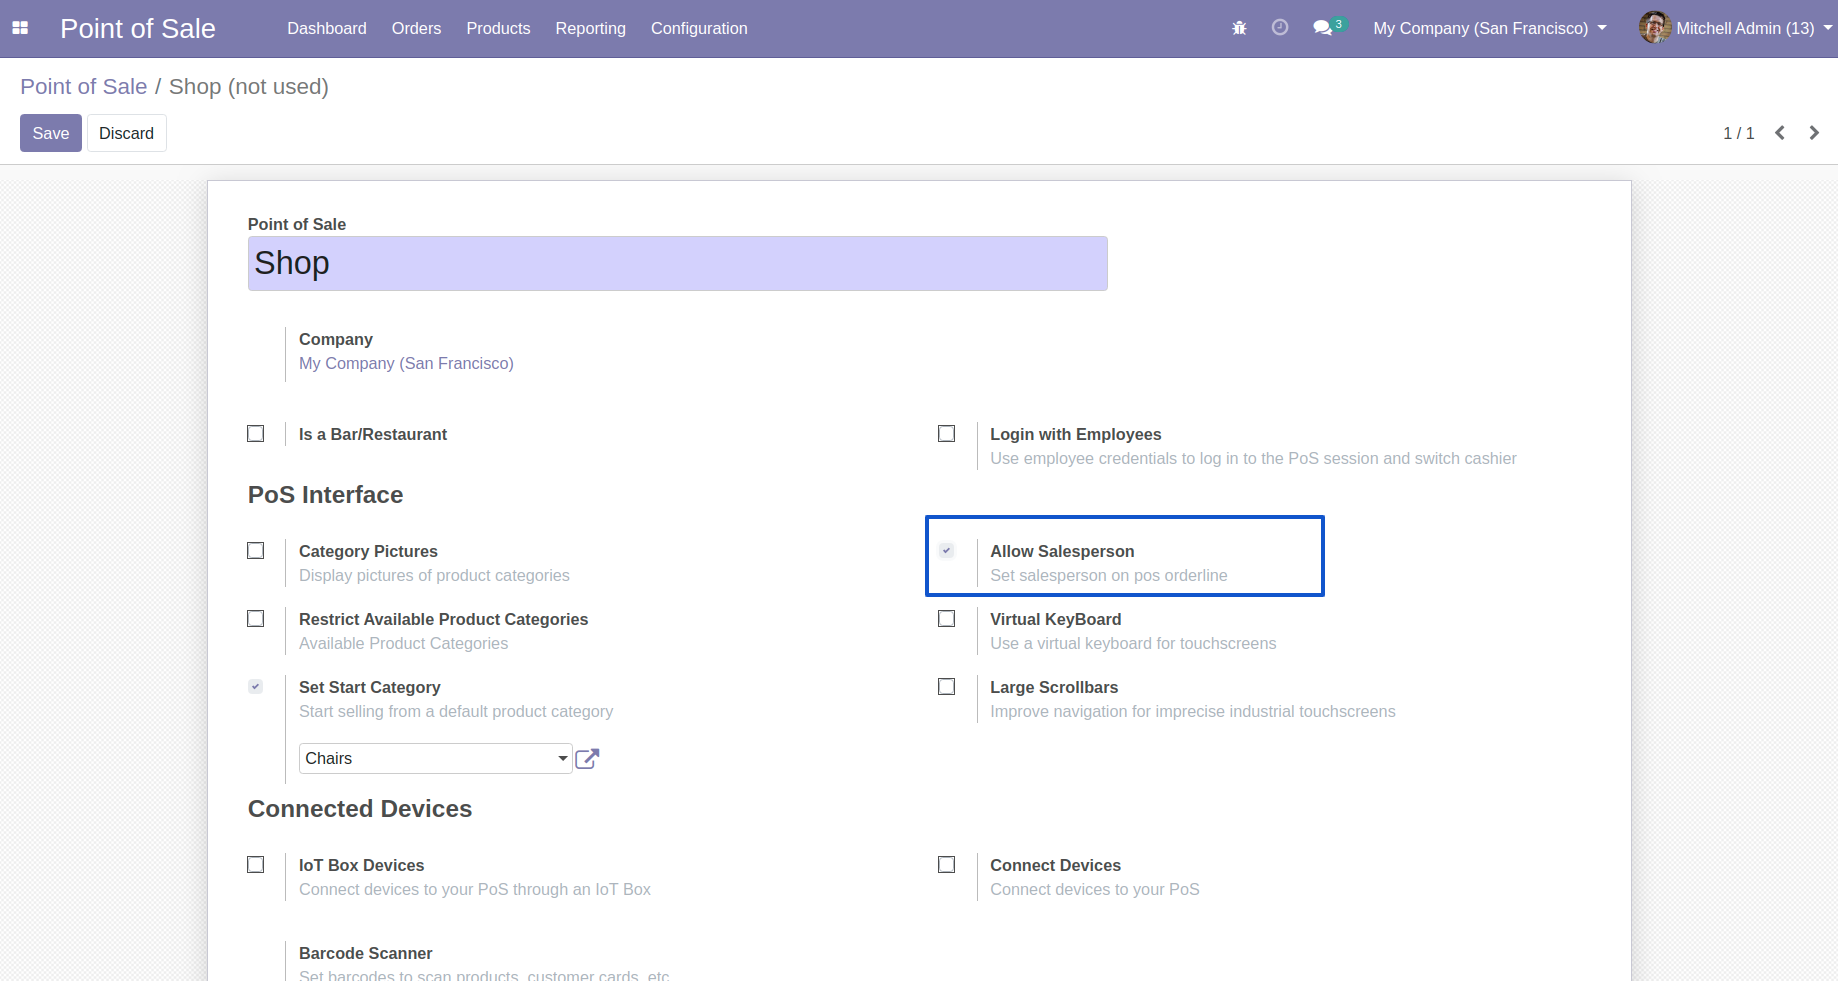 Point of Sale Dashboard Orders Products Reporting Configuration 3 My Company (San Francisco) Mitchell Admin (13)
Point of Sale / Shop (not used)
Save Discard 1 / 1
Point of Sale
Shop
Company
My Company (San Francisco)
Is a Bar/Restaurant
Login with Employees
Use employee credentials to log in to the PoS session and switch cashier
PoS Interface
Category Pictures
Display pictures of product categories
Allow Salesperson
Set salesperson on pos orderline
Restrict Available Product Categories
Available Product Categories
Virtual KeyBoard
Use a virtual keyboard for touchscreens
Set Start Category
Start selling from a default product category
Chairs
Large Scrollbars
Improve navigation for imprecise industrial touchscreens
Connected Devices
IoT Box Devices
Connect devices to your PoS through an IoT Box
Connect Devices
Connect devices to your PoS
Barcode Scanner
Set barcodes to scan products, customer cards, etc